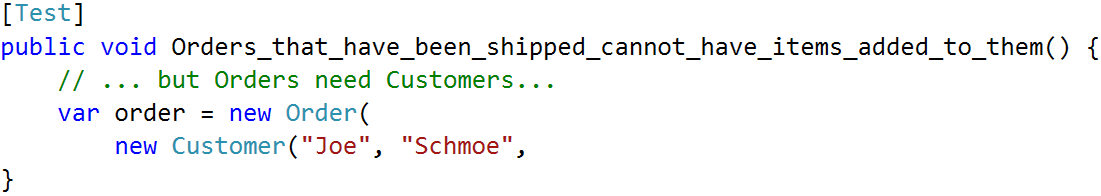 [Test]
public void Orders_that_have_been_shipped_cannot_have_items_added_to_them() {
    // ... but Orders need Customers...
    var order = new Order(
        new Customer("Joe", "Schmoe",
}